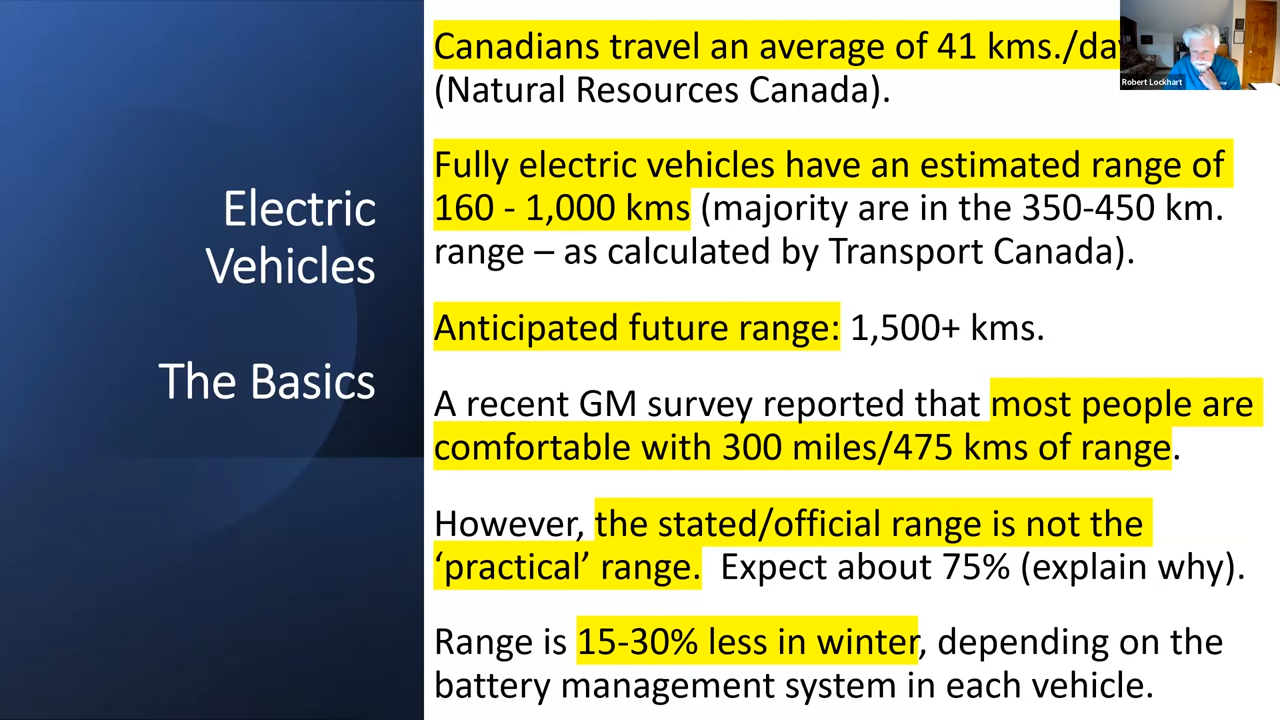 Electric
Vehicles
The Basics
Canadians travel an average of 41 kms./day
(Natural Resources Canada).
Fully electric vehicles have an estimated range of
160 - 1,000 kms (majority are in the 350-450 km.
range – as calculated by Transport Canada).
Anticipated future range: 1,500+ kms.
A recent GM survey reported that most people are
comfortable with 300 miles/475 kms of range.
However, the stated/official range is not the
‘practical’ range.  Expect about 75% (explain why).
Range is 15-30% less in winter, depending on the
battery management system in each vehicle.
Robert Lockhart